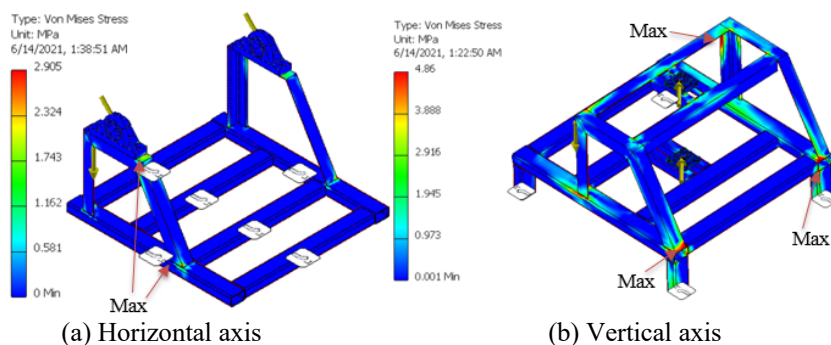 Type: Von Mises Stress
Unit: MPa
6/14/2021, 1:38:51 AM
2.905
2.324
1.743
1.162
0.581
0 Min
Max
(a) Horizontal axis
Type: Von Mises Stress
Unit: MPa
6/14/2021, 1:22:50 AM
4.86
3.888
2.916
1.945
0.973
0.001 Min
Max
Max
Max
(b) Vertical axis